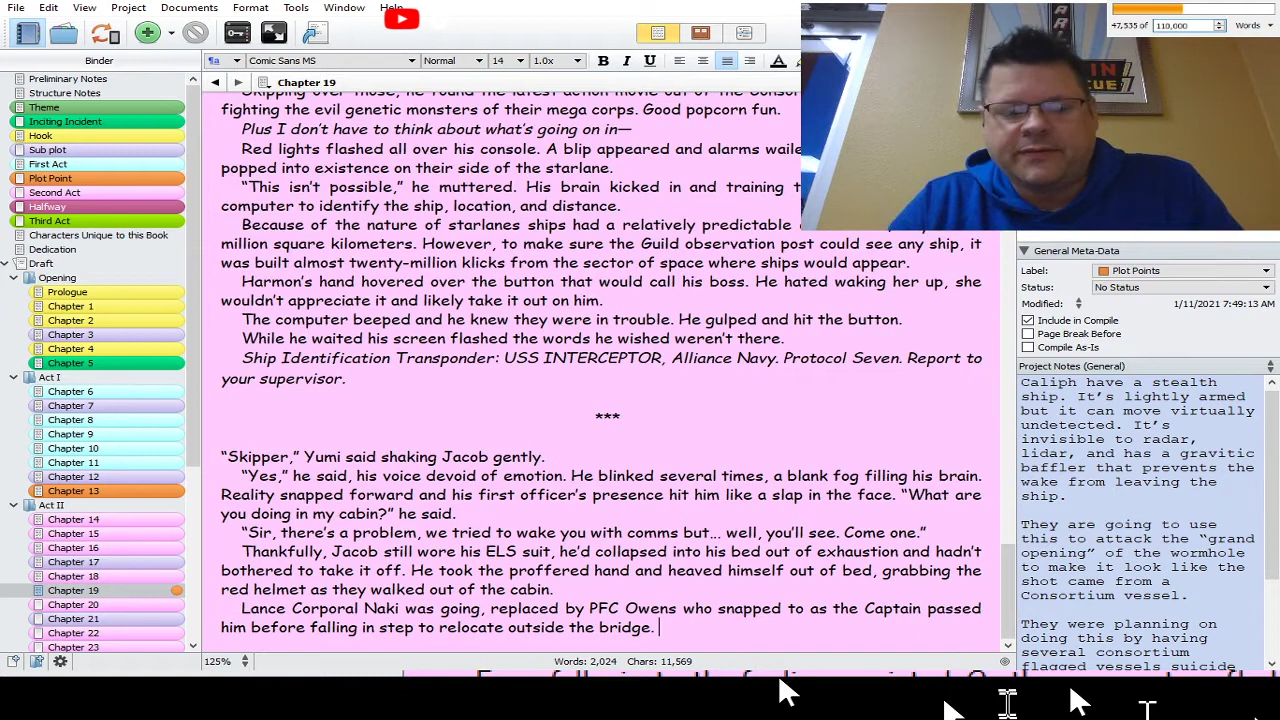 File Edit View Project Documents Format Tools Window Help
47,535 of 110,000 Words
Comic Sans MS Normal 14 1.0x B I U A
Binder
Chapter 19
Preliminary Notes
Structure Notes
Theme
Inciting Incident
Hook
Sub plot
First Act
Plot Point
Second Act
Halfway
Third Act
Characters Unique to this Book
Dedication
Draft
Opening
Prologue
Chapter 1
Chapter 2
Chapter 3
Chapter 4
Chapter 5
Act I
Chapter 6
Chapter 7
Chapter 8
Chapter 9
Chapter 10
Chapter 11
Chapter 12
Chapter 13
Act II
Chapter 14
Chapter 15
Chapter 16
Chapter 17
Chapter 18
Chapter 19
Chapter 20
Chapter 21
Chapter 22
Chapter 23
fighting the evil genetic monsters of their mega corps. Good popcorn fun.
Plus I don't have to think about what's going on in—
Red lights flashed all over his console. A blip appeared and alarms
popped into existence on their side of the starlane.
“This isn't possible,” he muttered. His brain kicked in and training
computer to identify the ship, location, and distance.
Because of the nature of starlanes ships had a relatively predictable
million square kilometers. However, to make sure the Guild observation post could see any ship, it
was built almost wenty-million klicks from the sector of space where ships would appear.
Harmon's hand hovered over the button that would call his boss. He hated waking her up, she
wouldn't appreciate it and likely take it out on him.
The computer beeped and he knew they were in trouble. He gulped and hit the button.
While he waited his screen flashed the words he wished weren't there.
Ship Identification Transponder: USS INTERCEPTOR, Alliance Navy. Protocol Seven. Report to
your supervisor.
***
“Skipper,” Yumi said shaking Jacob gently.
“Yes,” he said, his voice devoid of emotion. He blinked several times, a blank fog filling his brain.
Reality snapped forward and his first officer's presence hit him like a slap in the face. “What are
you doing in my cabin?” he said.
“Sir, there's a problem, we tried to wake you with comms but... well, you'll see. Come one.”
Thankfully, Jacob still wore his ELS suit, he'd collapsed into his bed out of exhaustion and hadn't
bothered to take it off. He took the proffered hand and heaved himself out of bed, grabbing the
red helmet as they walked out of the cabin.
Lance Corporal Naki was going, replaced by PFC Owens who snapped to as the Captain passed
him before falling in step to relocate outside the bridge.
125% Words: 2,024 Chars: 11,569
General Meta-Data
Label: Plot Points
Status: No Status
Modified: 1/11/2021 7:49:13 AM
Include in Compile
Page Break Before
Compile As-Is
Project Notes (General)
Caliph have a stealth
ship. It's lightly armed
but it can move virtually
undetected. It's
invisible to radar,
lidar, and has a gravitic
baffler that prevents the
wake from leaving the
ship.
They are going to use
this to attack the “grand
opening” of the wormhole
to make it look like the
shot came from a
Consortium vessel.
They were planning on
doing this by having
several consortium
flagged vessels suicide